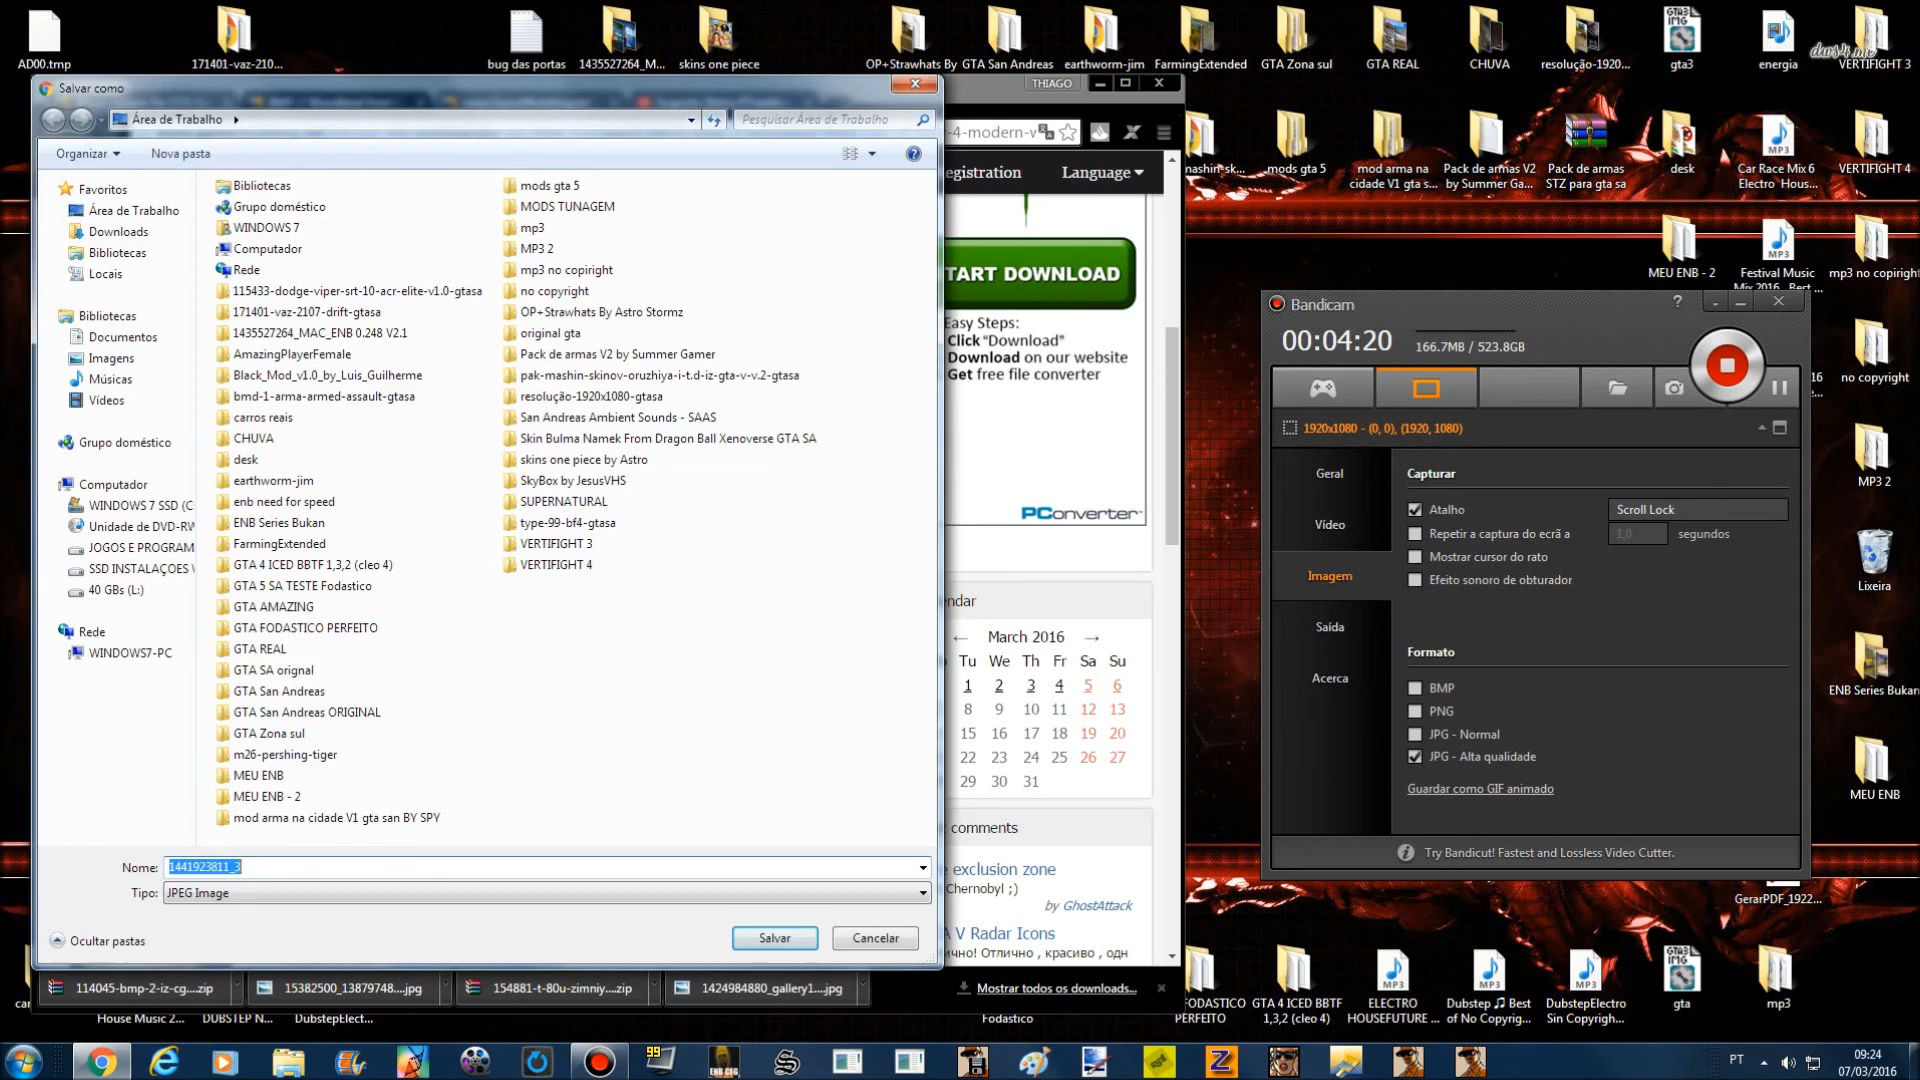 AD00.tmp
171401-vaz-210...
bug das portas
1435527264_M...
skins one piece
OP+Strawhats By
GTA San Andreas
earthworm-jim
FarmingExtended
GTA Zona sul
GTA REAL
CHUVA
resolução-1920...
gta3
energia
VERTIFIGHT 3
Salvar como
THIAGO
Área de Trabalho
Pesquisar Área de Trabalho
-4-modern-v
Organizar
Nova pasta
egistration
Language
nashin-sk...
mods gta 5
mod arma na
cidade V1 gta s...
Pack de armas V2
by Summer Ga...
Pack de armas
STZ para gta sa
desk
Car Race Mix 6
Electro House...
VERTIFIGHT 4
Favoritos
Área de Trabalho
Downloads
Bibliotecas
Locais
Bibliotecas
Documentos
Imagens
Músicas
Vídeos
Grupo doméstico
Computador
WINDOWS 7 SSD (C:
Unidade de DVD-RW
JOGOS E PROGRAM
SSD INSTALAÇOES W
40 GBs (L:)
Rede
WINDOWS7-PC
Bibliotecas
Grupo doméstico
WINDOWS 7
Computador
Rede
115433-dodge-viper-srt-10-acr-elite-v1.0-gtasa
171401-vaz-2107-drift-gtasa
1435527264_MAC_ENB 0.248 V2.1
AmazingPlayerFemale
Black_Mod_v1.0_by_Luis_Guilherme
bmd-1-arma-armed-assault-gtasa
carros reais
CHUVA
desk
earthworm-jim
enb need for speed
ENB Series Bukan
FarmingExtended
GTA 4 ICED BBTF 1,3,2 (cleo 4)
GTA 5 SA TESTE Fodastico
GTA AMAZING
GTA FODASTICO PERFEITO
GTA REAL
GTA SA orignal
GTA San Andreas
GTA San Andreas ORIGINAL
GTA Zona sul
m26-pershing-tiger
MEU ENB
MEU ENB - 2
mod arma na cidade V1 gta san BY SPY
mods gta 5
MODS TUNAGEM
mp3
MP3 2
mp3 no copiright
no copyright
OP+Strawhats By Astro Stormz
original gta
Pack de armas V2 by Summer Gamer
pak-mashin-skinov-oruzhiya-i-t.d-iz-gta-v-v.2-gtasa
resolução-1920x1080-gtasa
San Andreas Ambient Sounds - SAAS
Skin Bulma Namek From Dragon Ball Xenoverse GTA SA
skins one piece by Astro
SkyBox by JesusVHS
SUPERNATURAL
type-99-bf4-gtasa
VERTIFIGHT 3
VERTIFIGHT 4
Nome:
1441923811_3
Tipo:
JPEG Image
Ocultar pastas
Salvar
Cancelar
TART DOWNLOAD
Easy Steps:
Click "Download"
Download on our website
Get free file converter
PConverter
endar
← March 2016 →
Tu We Th Fr Sa Su
1 2 3 4 5 6
8 9 10 11 12 13
15 16 17 18 19 20
22 23 24 25 26 27
29 30 31
comments
e exclusion zone
Chernobyl ;)
by GhostAttack
A V Radar Icons
ично! Отлично , красиво , одн
MEU ENB - 2
Festival Music
Mix 2016 - Best ...
mp3 no copiright
Bandicam
?
00:04:20
166.7MB / 523.8GB
1920x1080 - (0, 0), (1920, 1080)
Geral
Vídeo
Imagem
Saída
Acerca
Capturar
Atalho
Scroll Lock
Repetir a captura do ecrã a
1,0
segundos
Mostrar cursor do rato
Efeito sonoro de obturador
Formato
BMP
PNG
JPG - Normal
JPG - Alta qualidade
Guardar como GIF animado
Try Bandicut! Fastest and Lossless Video Cutter.
no copyright
MP3 2
Lixeira
ENB Series Bukan
MEU ENB
GerarPDF_1922...
114045-bmp-2-iz-cg....zip
15382500_13879748....jpg
154881-t-80u-zimniy....zip
1424984880_gallery1....jpg
Mostrar todos os downloads...
House Music 2...
DUBSTEP N...
DubstepElect...
Fodastico
FODASTICO
PERFEITO
GTA 4 ICED BBTF
1,3,2 (cleo 4)
ELECTRO
HOUSEFUTURE ...
Dubstep ♫ Best
of No Copyrig...
DubstepElectro
Sin Copyrigh...
gta
mp3
99
ENB CFG
PT
09:24
07/03/2016